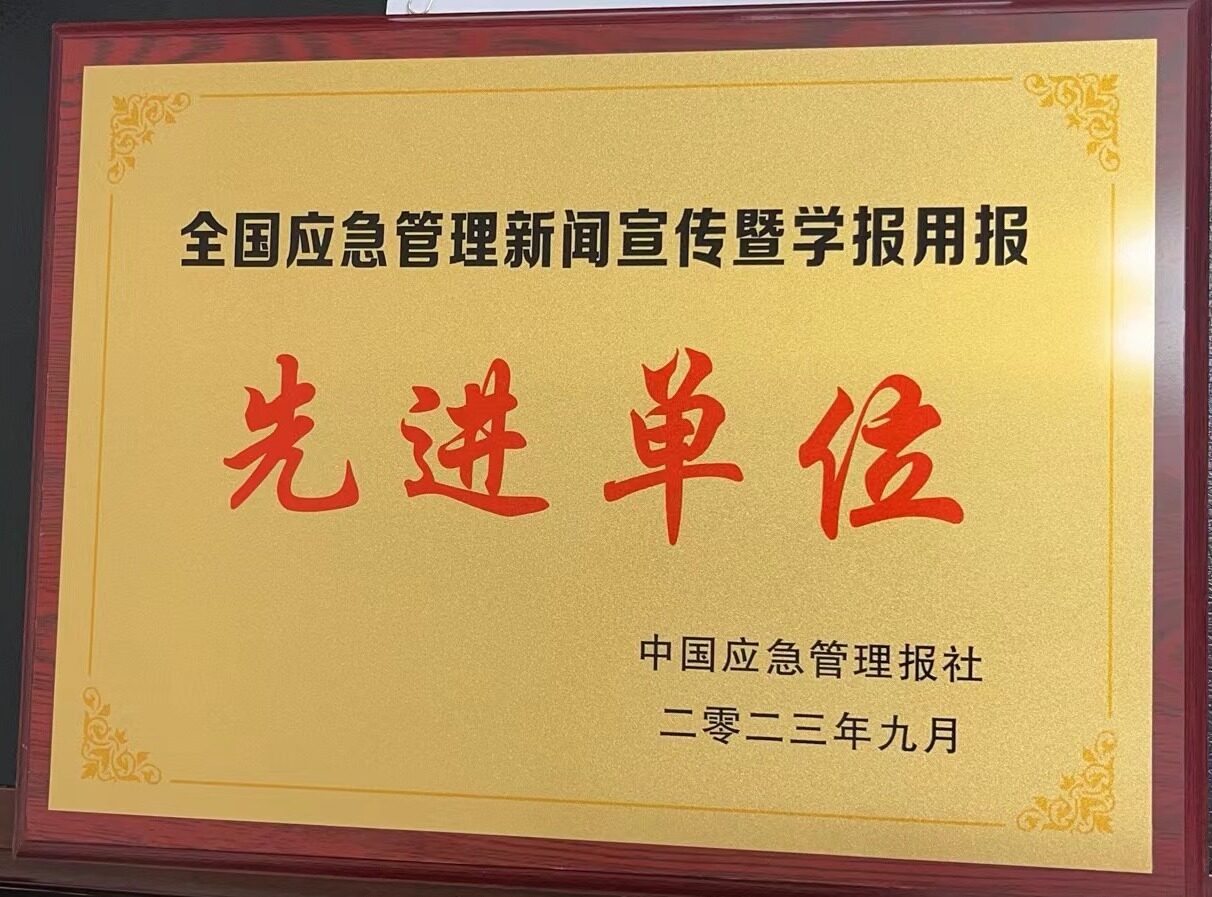 全国应急管理新闻宣传暨学报用报
先进单位
中国应急管理报社
二零二三年九月